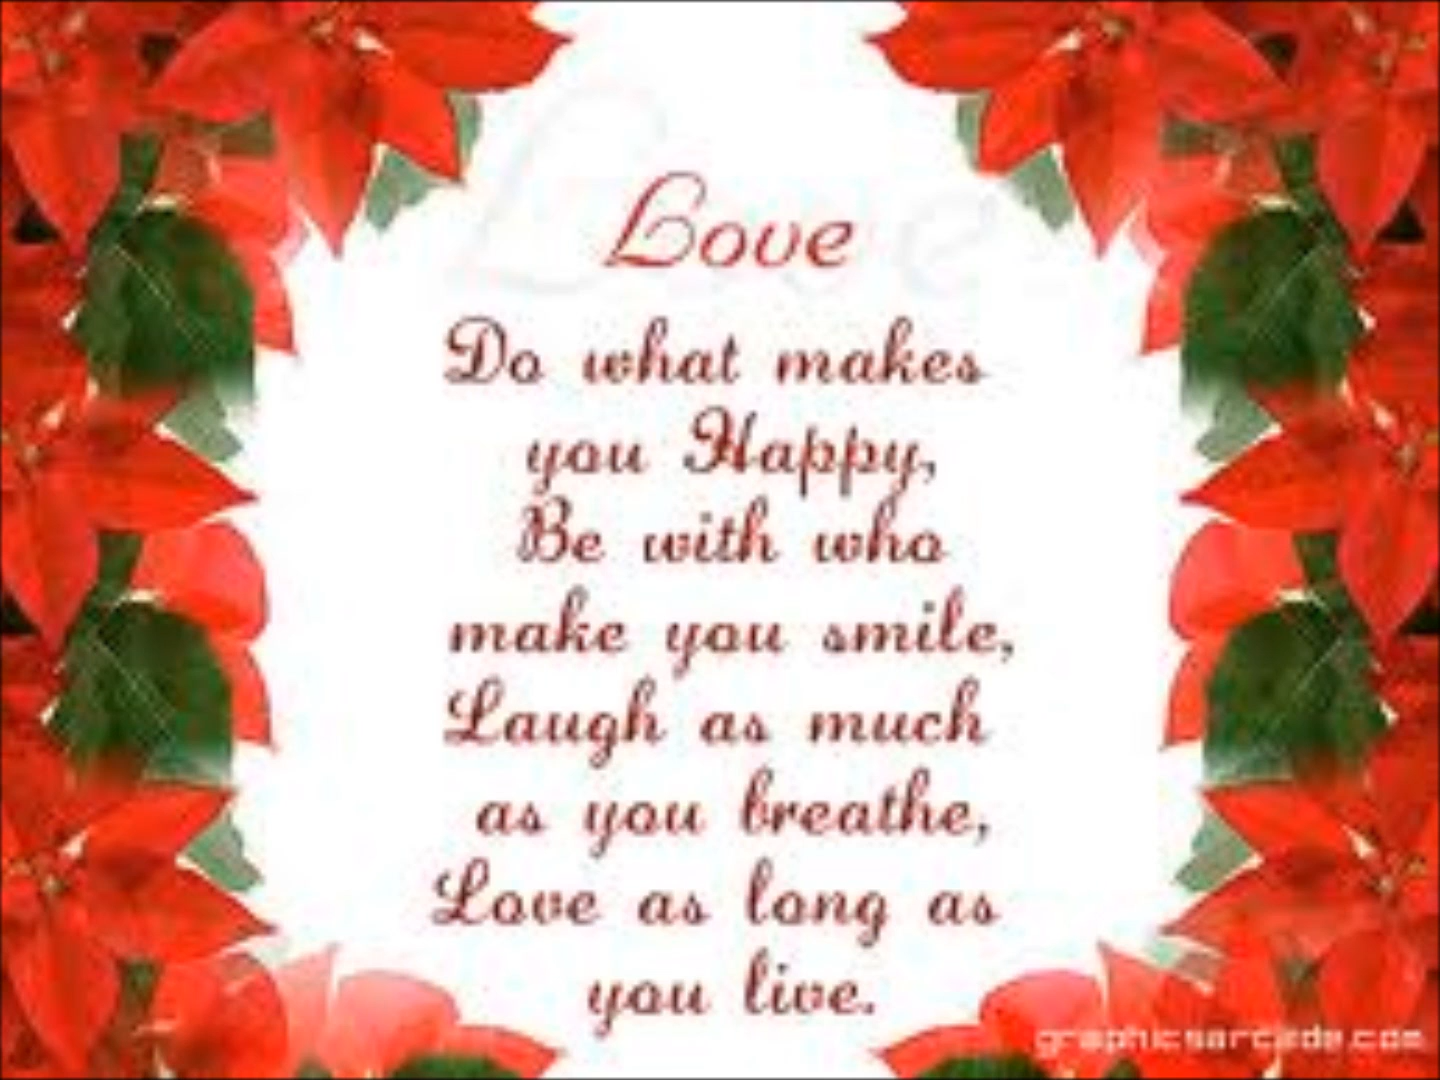 Love
Do what makes
you Happy,
Be with who
make you smile,
Laugh as much
as you breathe,
Love as long as
you live.
graphicsarcade.com